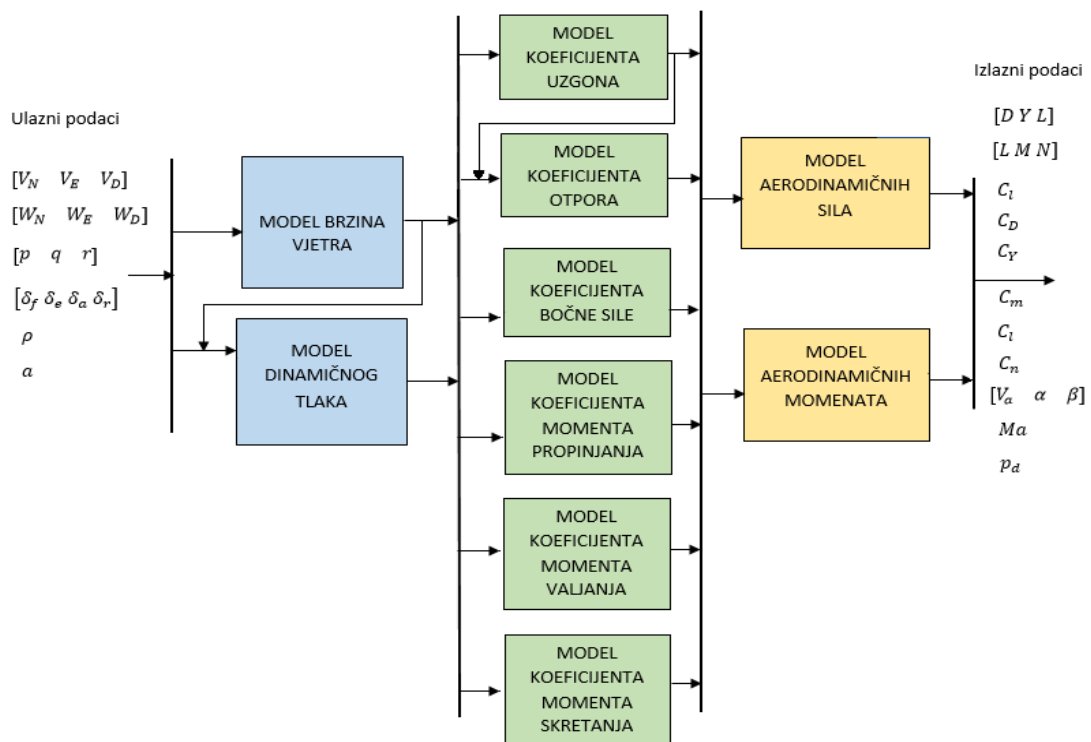 Ulazni podaci
[V_N V_E V_D]
[W_N W_E W_D]
[p q r]
[δ_f δ_e δ_a δ_r]
ρ
a
MODEL BRZINA
VJETRA
MODEL
DINAMIČNOG
TLAKA
MODEL
KOEFICIJENTA
UZGONA
MODEL
KOEFICIJENTA
OTPORA
MODEL
KOEFICIJENTA
BOČNE SILE
MODEL
KOEFICIJENTA
MOMENTA
PROPINJANJA
MODEL
KOEFICIJENTA
MOMENTA
VALJANJA
MODEL
KOEFICIJENTA
MOMENTA
SKRETANJA
MODEL
AERODINAMIČNIH
SILA
MODEL
AERODINAMIČNIH
MOMENATA
Izlazni podaci
[D Y L]
[L M N]
C_l
C_D
C_Y
C_m
C_l
C_n
[V_a α β]
Ma
p_d